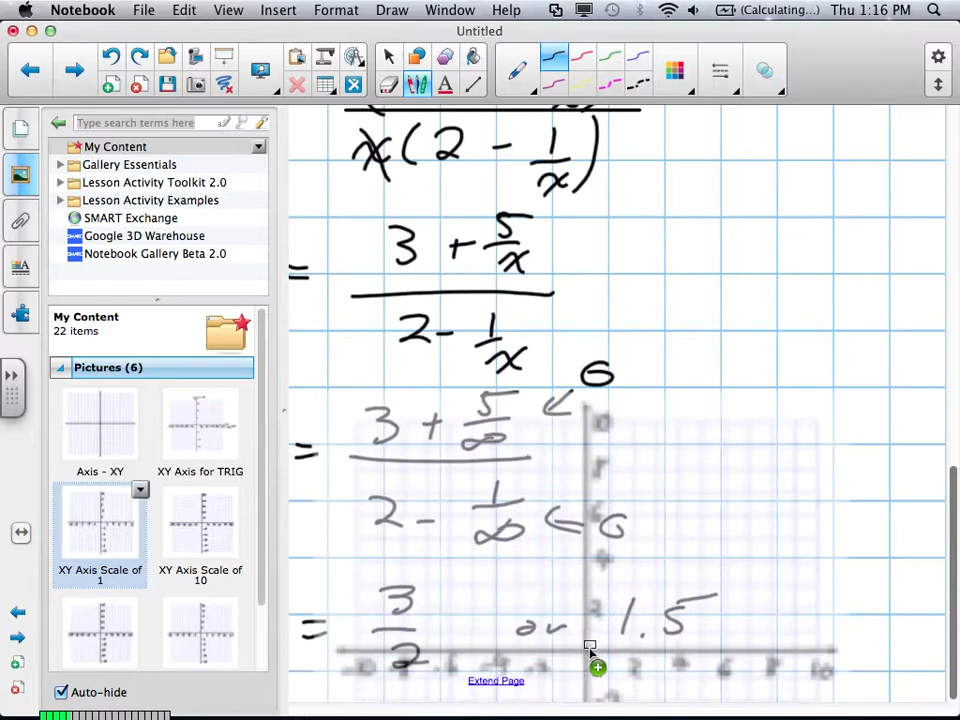 Notebook File Edit View Insert Format Draw Window Help (Calculating...) Thu 1:16 PM
Untitled
Type search terms here
My Content
Gallery Essentials
Lesson Activity Toolkit 2.0
Lesson Activity Examples
SMART Exchange
Google 3D Warehouse
Notebook Gallery Beta 2.0
My Content
22 items
Pictures (6)
Axis - XY
XY Axis for TRIG
XY Axis Scale of
1
XY Axis Scale of
10
Auto-hide
x(2 - 1/x)
= (3 + 5/x)/(2 - 1/x)
= (3 + 5/∞)/(2 - 1/∞) ← 0
= 3/2 or 1.5
Extend Page